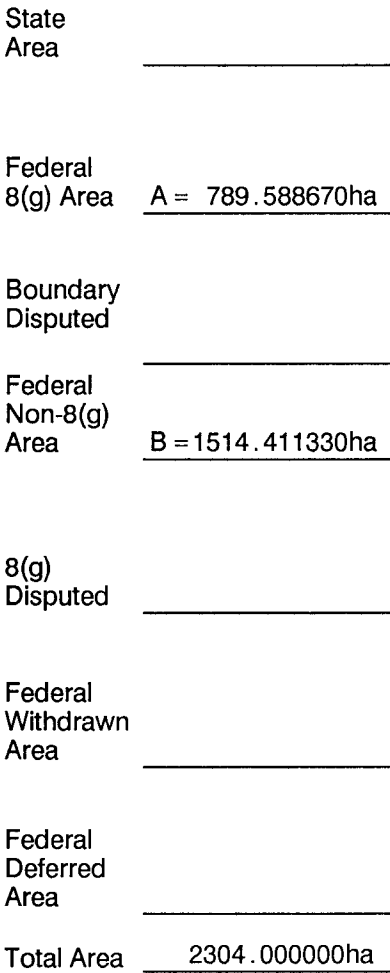 State
Area
Federal
8(g) Area A = 789.588670ha
Boundary
Disputed
Federal
Non-8(g)
Area B =1514.411330ha
8(g)
Disputed
Federal
Withdrawn
Area
Federal
Deferred
Area
Total Area 2304.000000ha